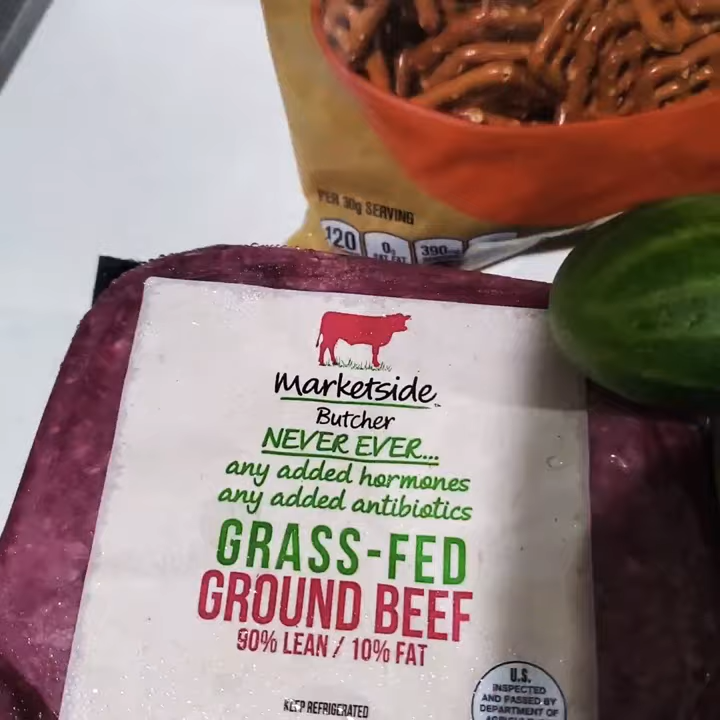 PER 30g SERVING
120
0g
390
Marketside
Butcher
NEVER EVER...
any added hormones
any added antibiotics
GRASS-FED
GROUND BEEF
90% LEAN / 10% FAT
KEEP REFRIGERATED
U.S.
INSPECTED
AND PASSED BY
DEPARTMENT OF